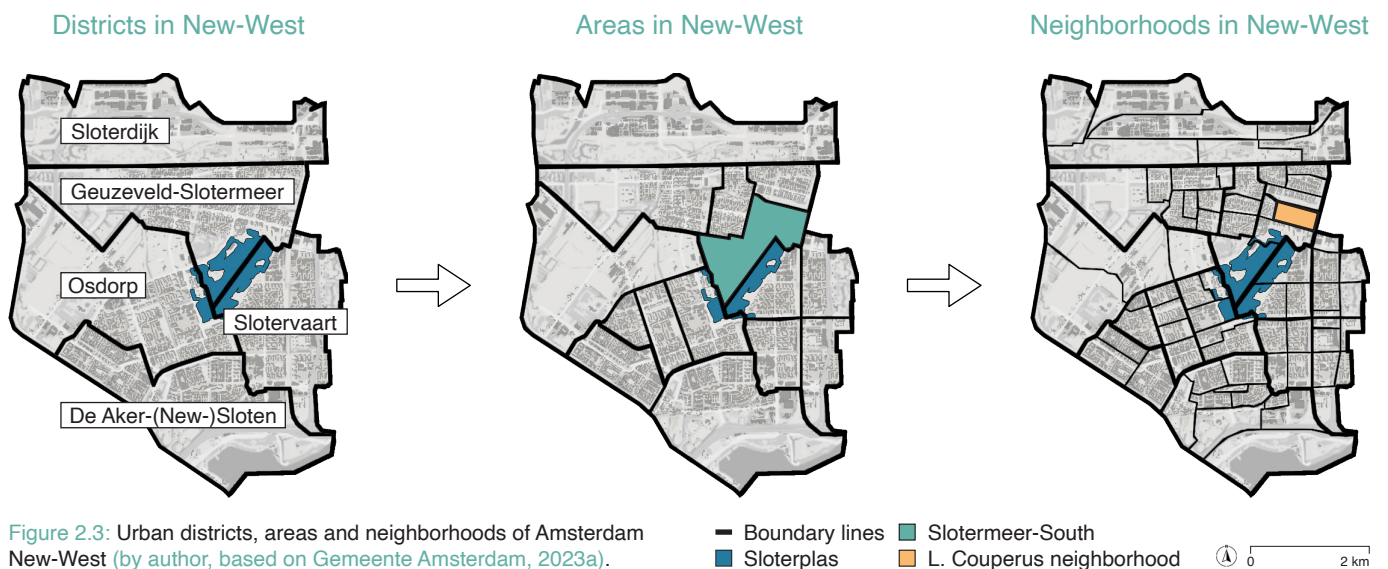 Districts in New-West
Areas in New-West
Neighborhoods in New-West
Sloterdijk
Geuzeveld-Slotermeer
Osdorp
Slotervaart
De Aker-(New-)Sloten
Figure 2.3: Urban districts, areas and neighborhoods of Amsterdam
New-West (by author, based on Gemeente Amsterdam, 2023a).
Boundary lines
Slotermeer-South
Sloterplas
L. Couperus neighborhood
0
2 km